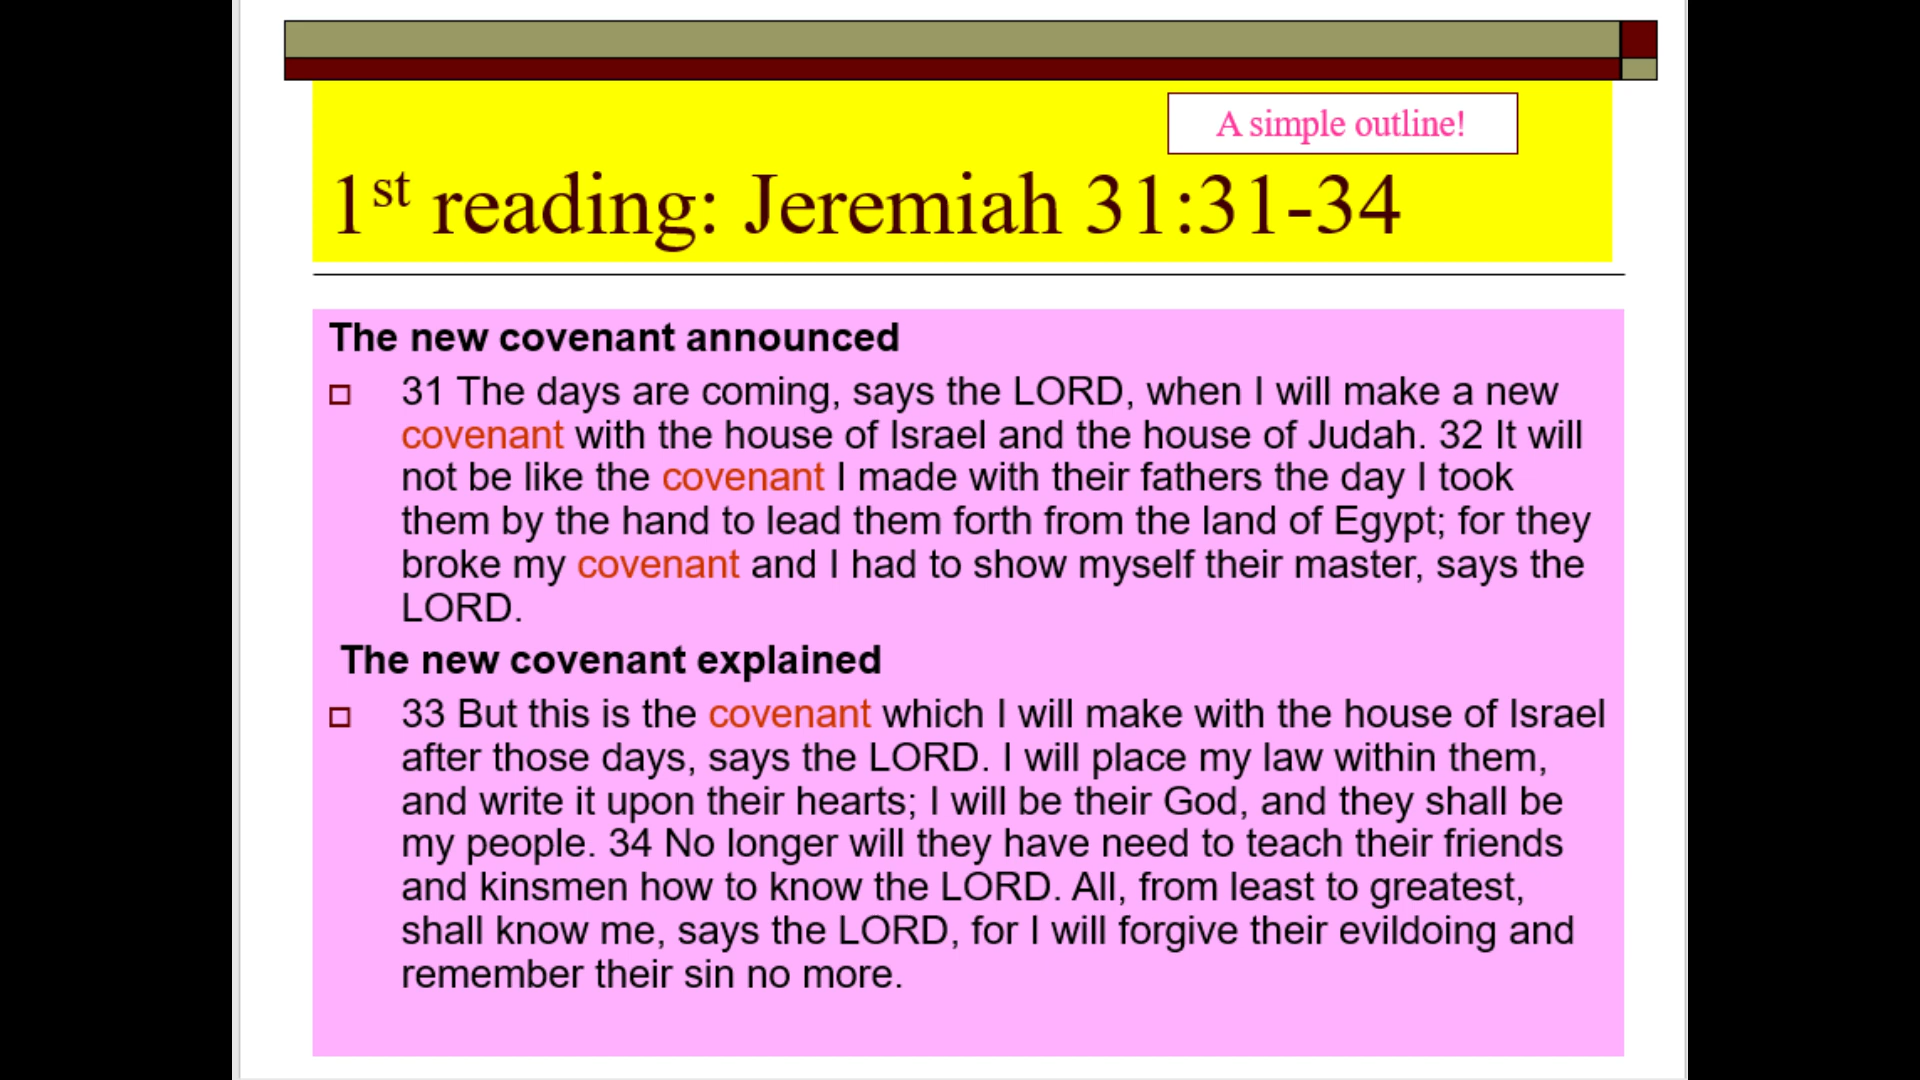 A simple outline!
1st reading: Jeremiah 31:31-34
The new covenant announced
31 The days are coming, says the LORD, when I will make a new
covenant with the house of Israel and the house of Judah. 32 It will
not be like the covenant I made with their fathers the day I took
them by the hand to lead them forth from the land of Egypt; for they
broke my covenant and I had to show myself their master, says the
LORD.
The new covenant explained
33 But this is the covenant which I will make with the house of Israel
after those days, says the LORD. I will place my law within them,
and write it upon their hearts; I will be their God, and they shall be
my people. 34 No longer will they have need to teach their friends
and kinsmen how to know the LORD. All, from least to greatest,
shall know me, says the LORD, for I will forgive their evildoing and
remember their sin no more.